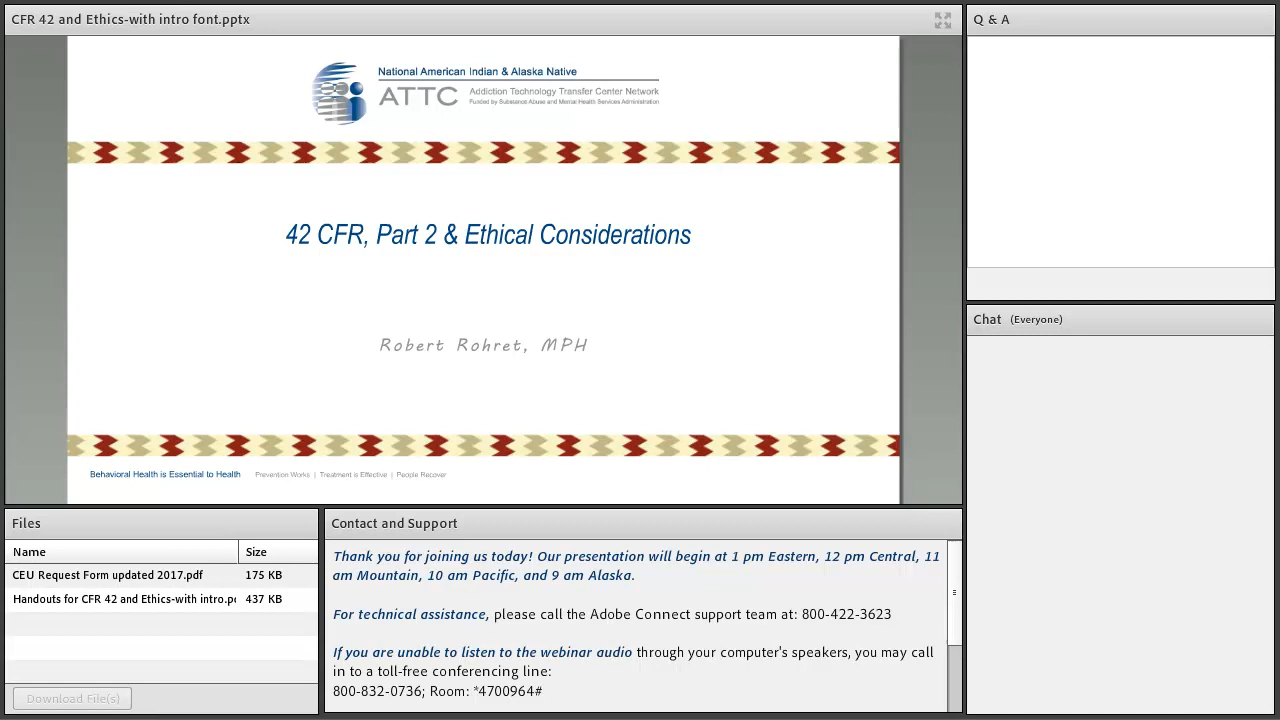 CFR 42 and Ethics-with intro font.pptx
National American Indian & Alaska Native
ATTC
Addiction Technology Transfer Center Network
Funded by Substance Abuse and Mental Health Services Administration
42 CFR, Part 2 & Ethical Considerations
Robert Rohret, MPH
Behavioral Health is Essential to Health
Prevention Works | Treatment is Effective | People Recover
Q & A
Chat (Everyone)
Files
Name Size
CEU Request Form updated 2017.pdf 175 KB
Handouts for CFR 42 and Ethics-with intro.pd 437 KB
Download File(s)
Contact and Support
Thank you for joining us today! Our presentation will begin at 1 pm Eastern, 12 pm Central, 11
am Mountain, 10 am Pacific, and 9 am Alaska.
For technical assistance, please call the Adobe Connect support team at: 800-422-3623
If you are unable to listen to the webinar audio through your computer's speakers, you may call
in to a toll-free conferencing line:
800-832-0736; Room: *4700964#